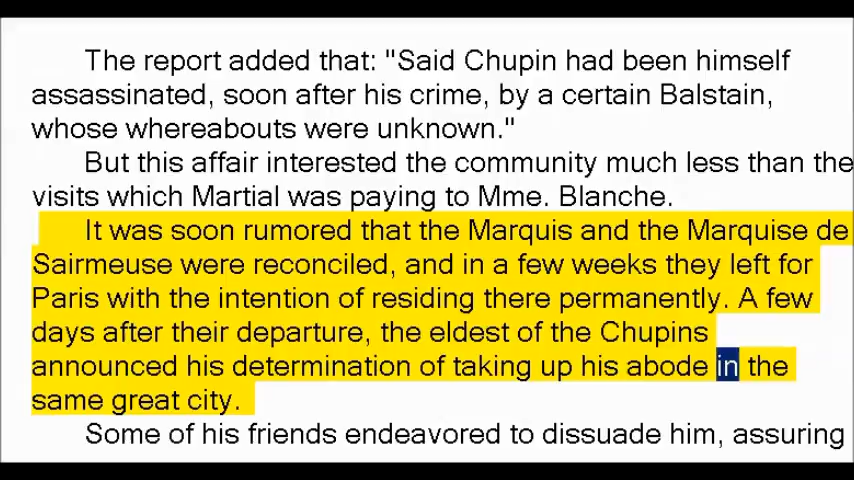 The report added that: "Said Chupin had been himself
assassinated, soon after his crime, by a certain Balstain,
whose whereabouts were unknown."
But this affair interested the community much less than the
visits which Martial was paying to Mme. Blanche.
It was soon rumored that the Marquis and the Marquise de
Sairmeuse were reconciled, and in a few weeks they left for
Paris with the intention of residing there permanently. A few
days after their departure, the eldest of the Chupins
announced his determination of taking up his abode in the
same great city.
Some of his friends endeavored to dissuade him, assuring